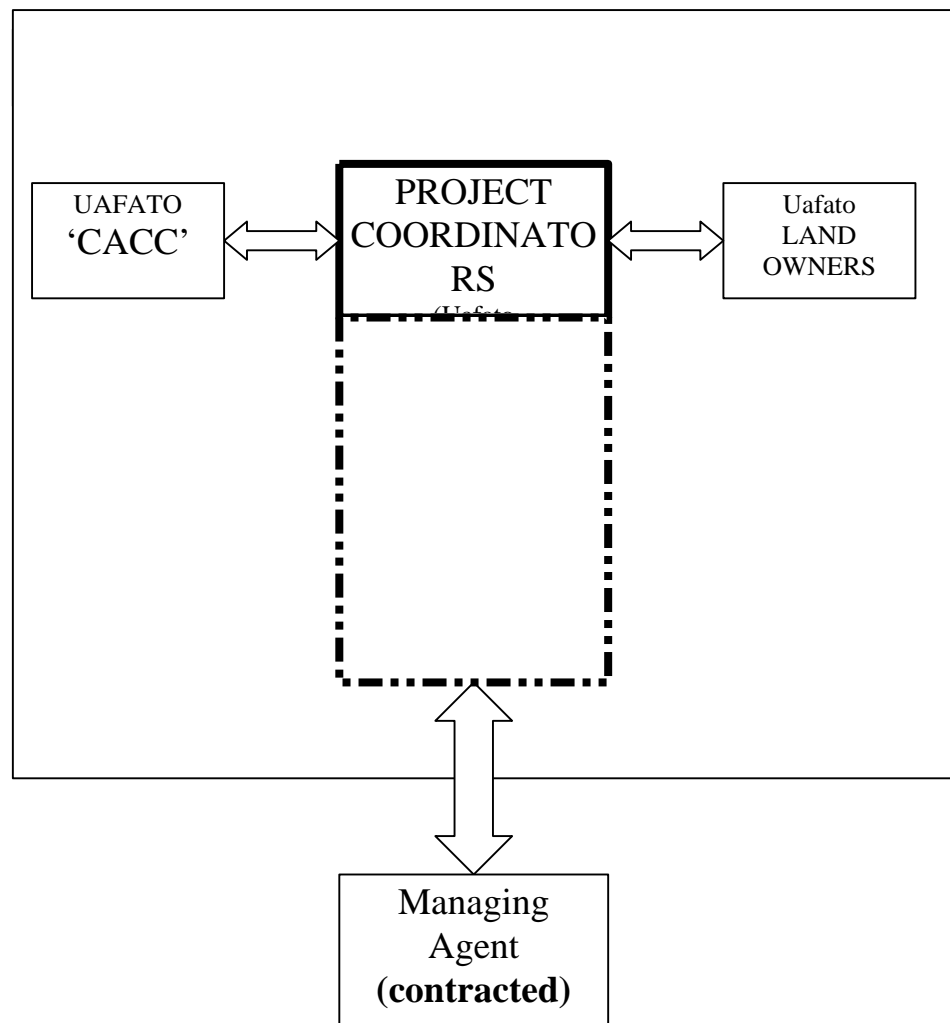 UAFATO
‘CACC’
PROJECT
COORDINATO
RS
Uafato
LAND
OWNERS
Managing
Agent
(contracted)